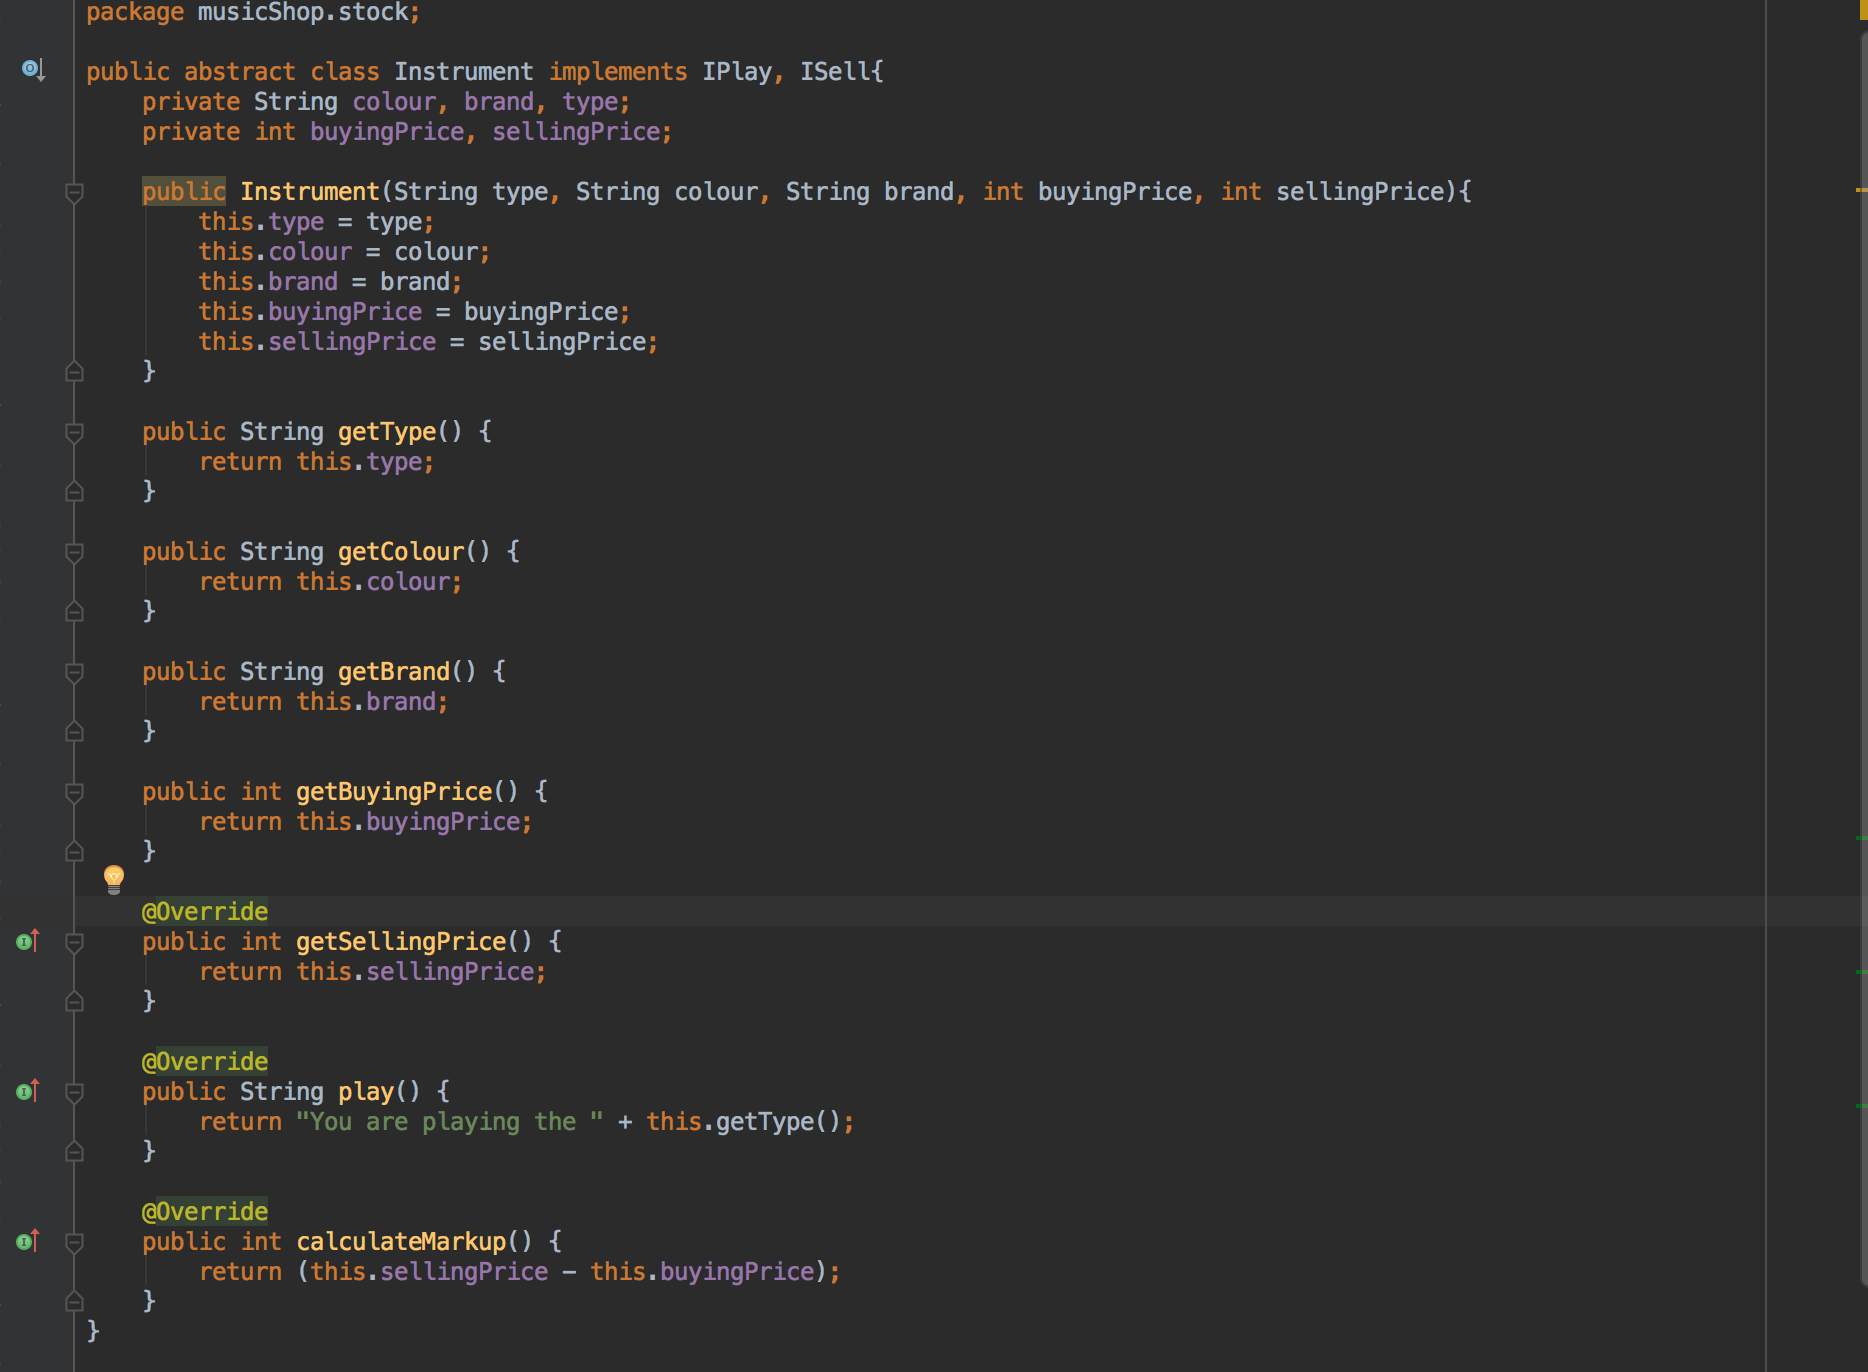 package musicShop.stock;
public abstract class Instrument implements IPlay, ISell{
    private String colour, brand, type;
    private int buyingPrice, sellingPrice;
    public Instrument(String type, String colour, String brand, int buyingPrice, int sellingPrice){
        this.type = type;
        this.colour = colour;
        this.brand = brand;
        this.buyingPrice = buyingPrice;
        this.sellingPrice = sellingPrice;
    }
    public String getType() {
        return this.type;
    }
    public String getColour() {
        return this.colour;
    }
    public String getBrand() {
        return this.brand;
    }
    public int getBuyingPrice() {
        return this.buyingPrice;
    }
    @Override
    public int getSellingPrice() {
        return this.sellingPrice;
    }
    @Override
    public String play() {
        return "You are playing the " + this.getType();
    }
    @Override
    public int calculateMarkup() {
        return (this.sellingPrice - this.buyingPrice);
    }
}